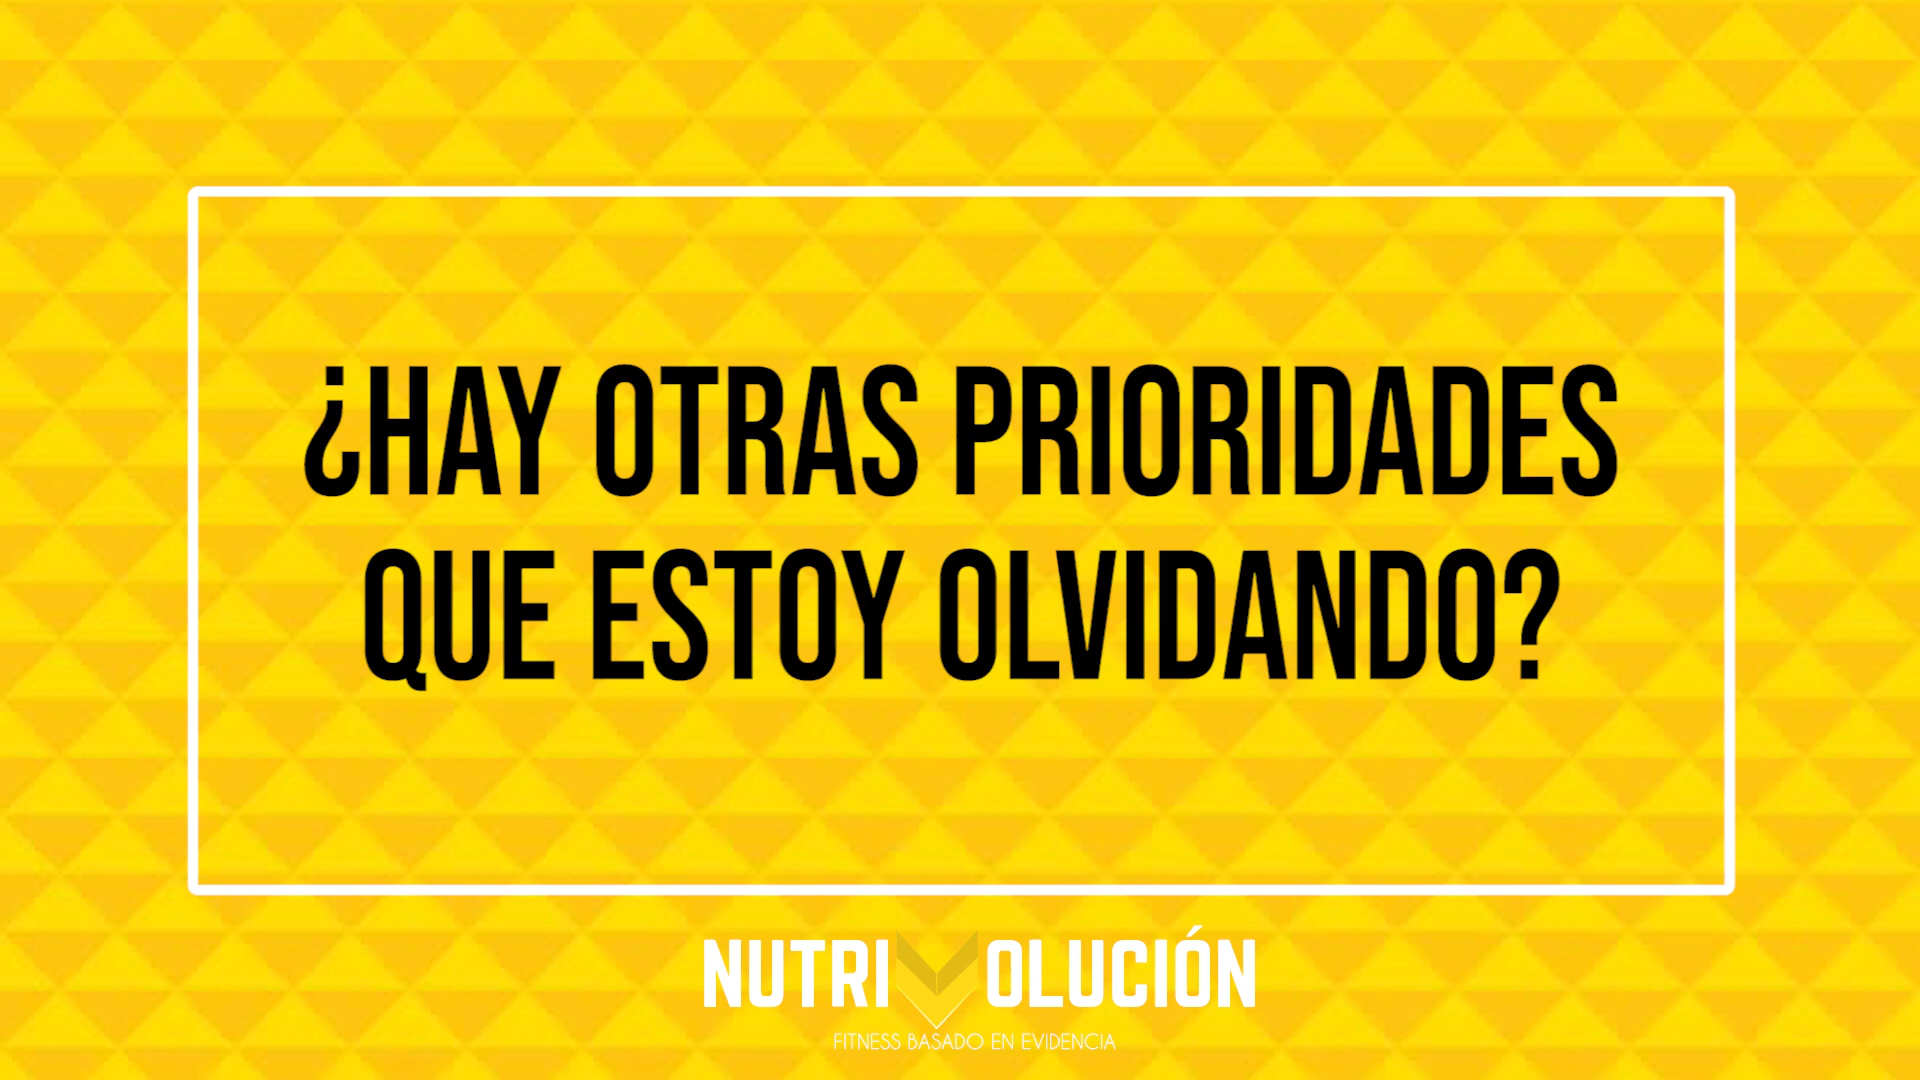 ¿HAY OTRAS PRIORIDADES
QUE ESTOY OLVIDANDO?
NUTRIVOLUCIÓN
FITNESS BASADO EN EVIDENCIA